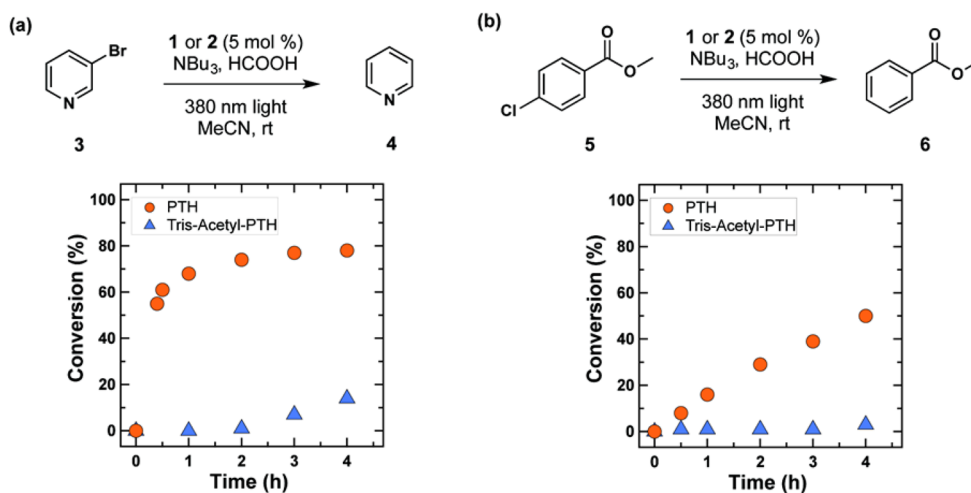 (a)
Br
N
3
1 or 2 (5 mol %)
NBu3, HCOOH
380 nm light
MeCN, rt
N
4
PTH
Tris-Acetyl-PTH
Conversion (%)
100
80
60
40
20
0
0 1 2 3 4
Time (h)
(b)
O
O
Cl
5
1 or 2 (5 mol %)
NBu3, HCOOH
380 nm light
MeCN, rt
O
O
6
PTH
Tris-Acetyl-PTH
Conversion (%)
100
80
60
40
20
0
0 1 2 3 4
Time (h)